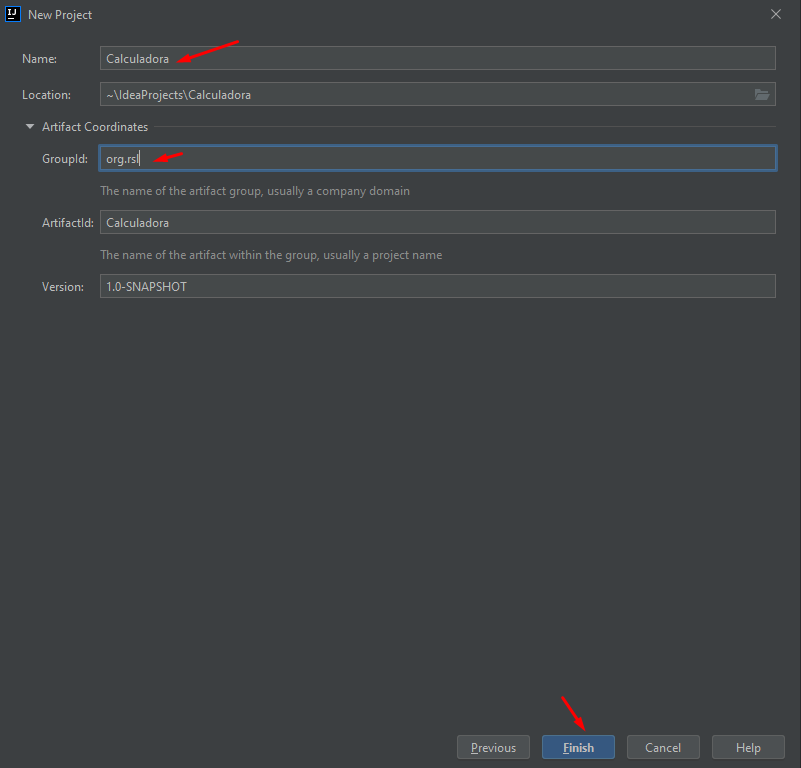 IJ
New Project
Name: Calculadora
Location: ~\IdeaProjects\Calculadora
Artifact Coordinates
GroupId: org.rsl
The name of the artifact group, usually a company domain
ArtifactId: Calculadora
The name of the artifact within the group, usually a project name
Version: 1.0-SNAPSHOT
Previous Finish Cancel Help